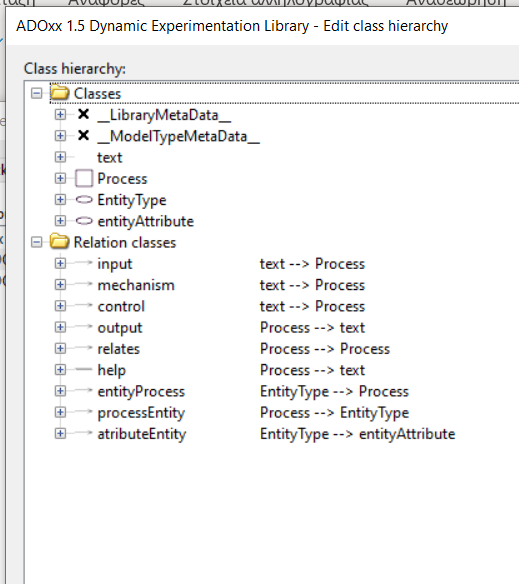 Αναφορές Στοιχεία αλληλογραφίας Αναθεώρηση
ADOxx 1.5 Dynamic Experimentation Library - Edit class hierarchy
Class hierarchy:
Classes
__LibraryMetaData__
__ModelTypeMetaData__
text
Process
EntityType
entityAttribute
Relation classes
input text --> Process
mechanism text --> Process
control text --> Process
output Process --> text
relates Process --> Process
help Process --> text
entityProcess EntityType --> Process
processEntity Process --> EntityType
atributeEntity EntityType --> entityAttribute